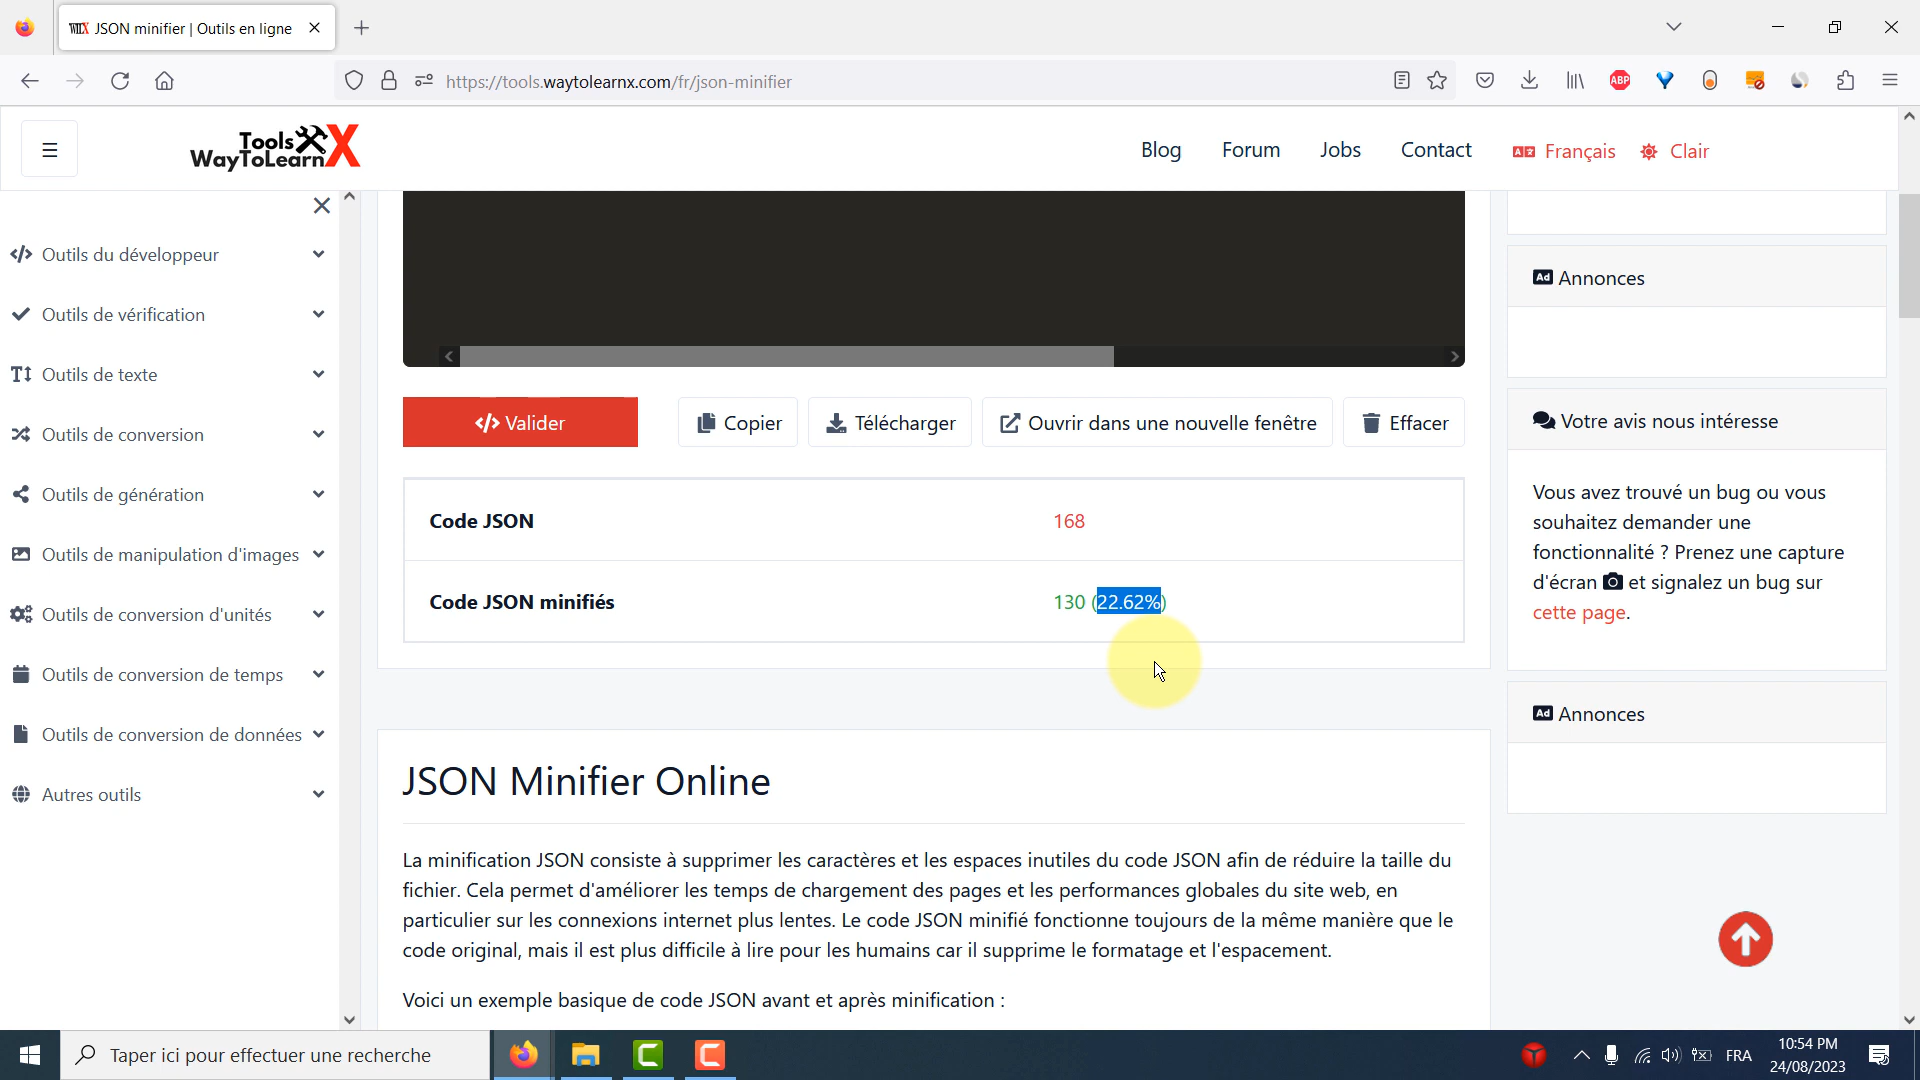 JSON minifier | Outils en ligne
https://tools.waytolearnx.com/fr/json-minifier
ABP
Tools
WayToLearnX
Blog
Forum
Jobs
Contact
Français
Clair
Outils du développeur
Outils de vérification
Outils de texte
Outils de conversion
Outils de génération
Outils de manipulation d'images
Outils de conversion d'unités
Outils de conversion de temps
Outils de conversion de données
Autres outils
Valider
Copier
Télécharger
Ouvrir dans une nouvelle fenêtre
Effacer
Code JSON 168
Code JSON minifiés 130 (22.62%)
JSON Minifier Online
La minification JSON consiste à supprimer les caractères et les espaces inutiles du code JSON afin de réduire la taille du
fichier. Cela permet d'améliorer les temps de chargement des pages et les performances globales du site web, en
particulier sur les connexions internet plus lentes. Le code JSON minifié fonctionne toujours de la même manière que le
code original, mais il est plus difficile à lire pour les humains car il supprime le formatage et l'espacement.
Voici un exemple basique de code JSON avant et après minification :
Ad Annonces
Votre avis nous intéresse
Vous avez trouvé un bug ou vous
souhaitez demander une
fonctionnalité ? Prenez une capture
d'écran et signalez un bug sur
cette page.
Ad Annonces
Taper ici pour effectuer une recherche
FRA
10:54 PM
24/08/2023